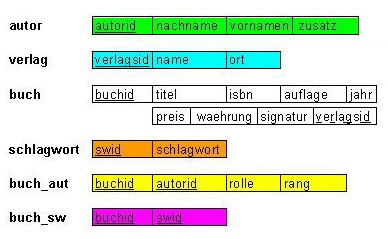 autor autorid nachname vornamen zusatz
verlag verlagsid name ort
buch buchid titel isbn auflage jahr
preis waehrung signatur verlagsid
schlagwort swid schlagwort
buch_aut buchid autorid rolle rang
buch_sw buchid swid